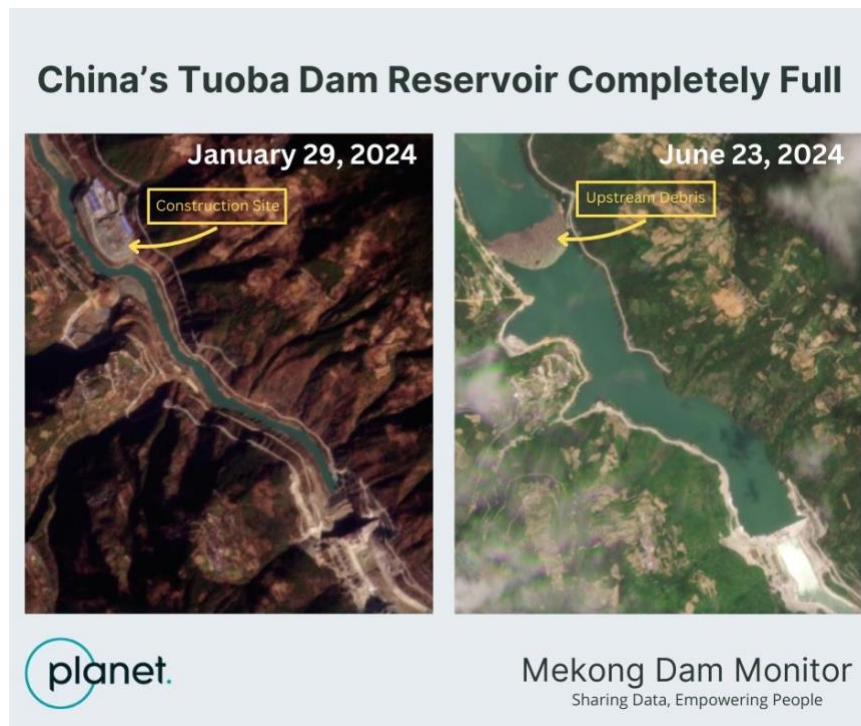 China's Tuoba Dam Reservoir Completely Full
January 29, 2024
Construction Site
June 23, 2024
Upstream Debris
planet.
Mekong Dam Monitor
Sharing Data, Empowering People